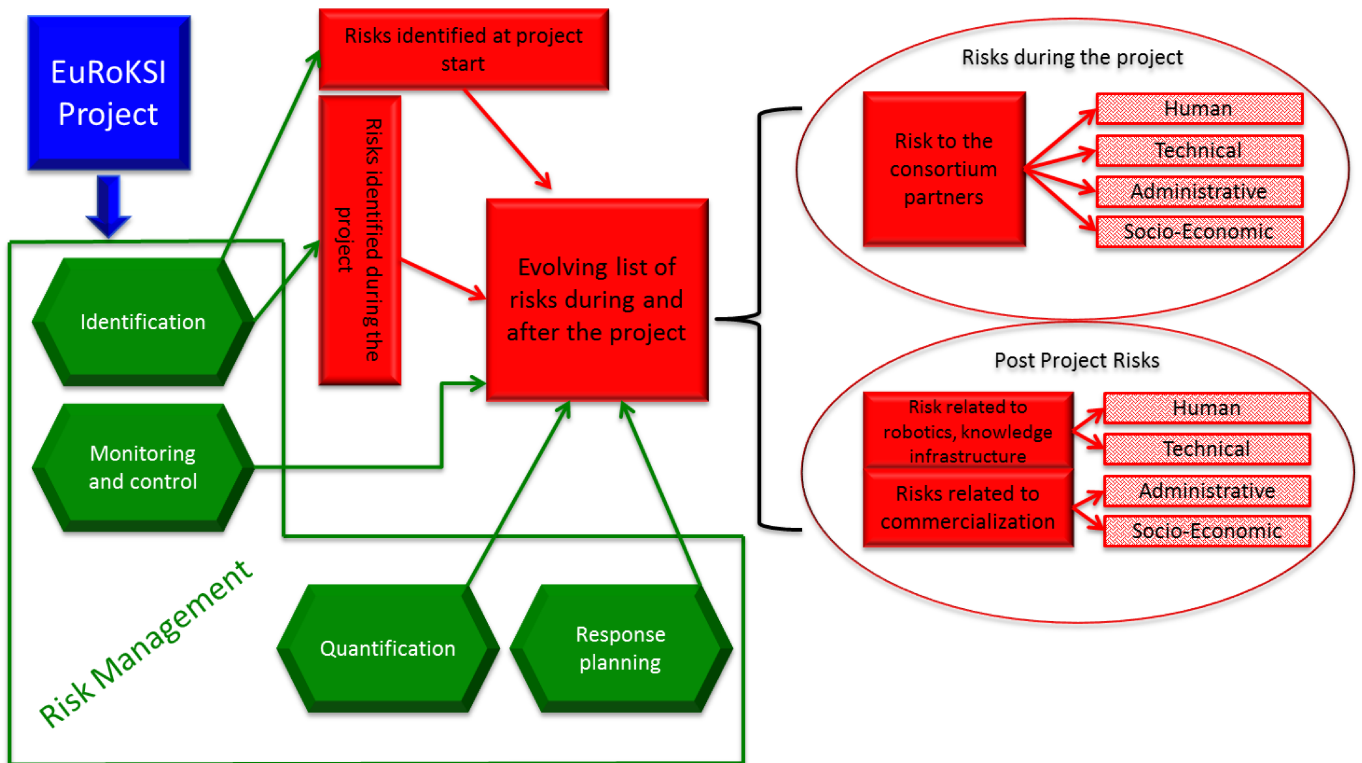 EuRoKSI
Project
Risks identified at project
start
Risks identified during the
project
Identification
Monitoring
and control
Risk Management
Quantification
Response
planning
Evolving list of
risks during and
after the project
Risks during the project
Risk to the
consortium
partners
Human
Technical
Administrative
Socio-Economic
Post Project Risks
Risk related to
robotics, knowledge
infrastructure
Human
Technical
Risks related to
commercialization
Administrative
Socio-Economic